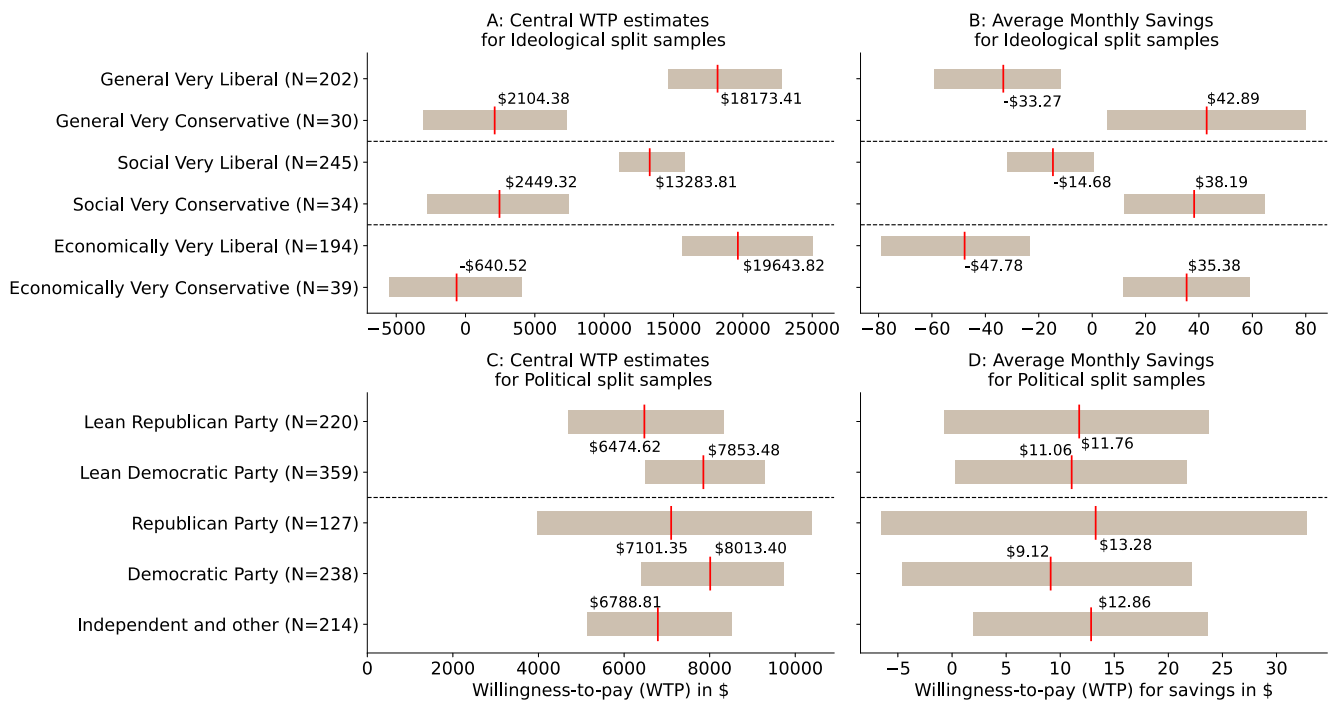 A: Central WTP estimates
for Ideological split samples
General Very Liberal (N=202)
$18173.41
General Very Conservative (N=30)
$2104.38
Social Very Liberal (N=245)
$13283.81
Social Very Conservative (N=34)
$2449.32
Economically Very Liberal (N=194)
$19643.82
Economically Very Conservative (N=39)
-$640.52
−5000 0 5000 10000 15000 20000 25000
B: Average Monthly Savings
for Ideological split samples
-$33.27
$42.89
-$14.68
$38.19
-$47.78
$35.38
−80 −60 −40 −20 0 20 40 60 80
C: Central WTP estimates
for Political split samples
Lean Republican Party (N=220)
$6474.62
Lean Democratic Party (N=359)
$7853.48
Republican Party (N=127)
$7101.35
Democratic Party (N=238)
$8013.40
Independent and other (N=214)
$6788.81
0 2000 4000 6000 8000 10000
Willingness-to-pay (WTP) in $
D: Average Monthly Savings
for Political split samples
$11.76
$11.06
$13.28
$9.12
$12.86
−5 0 5 10 15 20 25 30
Willingness-to-pay (WTP) for savings in $